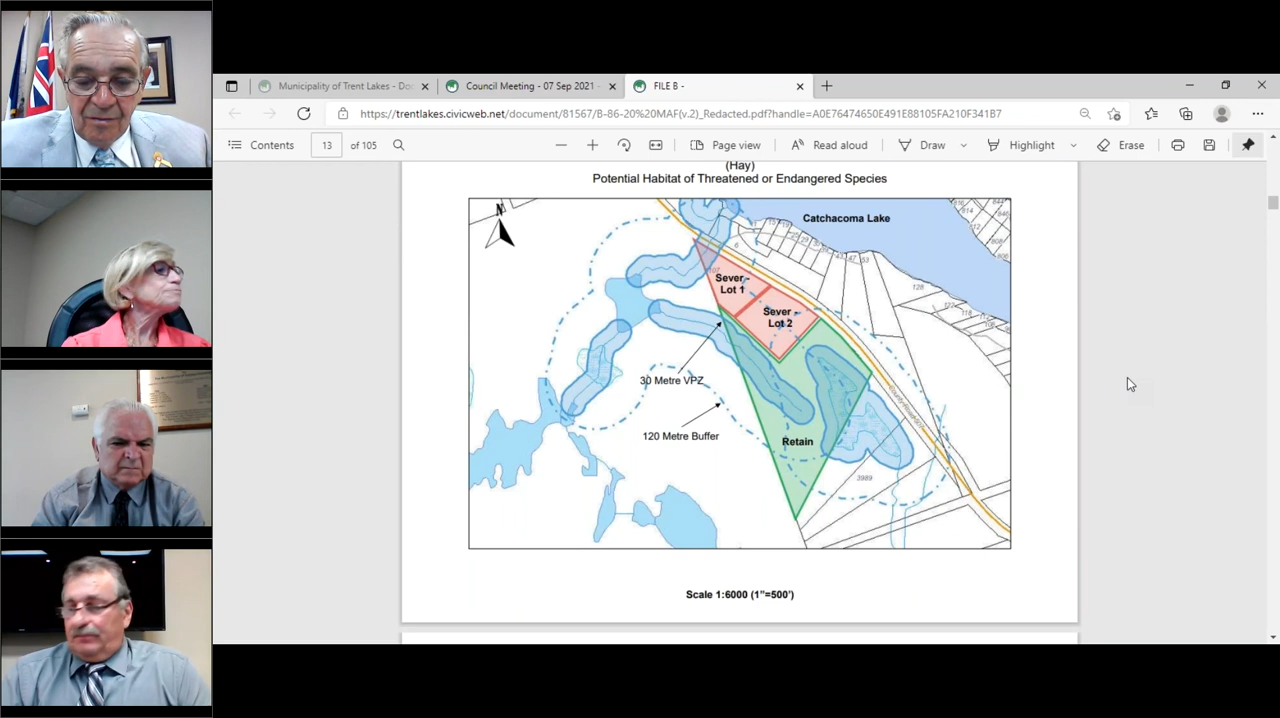 Municipality of Trent Lakes - Doc
Council Meeting - 07 Sep 2021
FILE B -
https://trentlakes.civicweb.net/document/81567/B-86-20%20MAF(v.2)_Redacted.pdf?handle=A0E76474650E491E88105FA210F341B7
Contents
13
of 105
Page view
Read aloud
Draw
Highlight
Erase
(Hay)
Potential Habitat of Threatened or Endangered Species
N
Catchacoma Lake
6
Sever -
Lot 1
Sever -
Lot 2
128
30 Metre VPZ
120 Metre Buffer
Retain
3989
Scale 1:6000 (1"=500')